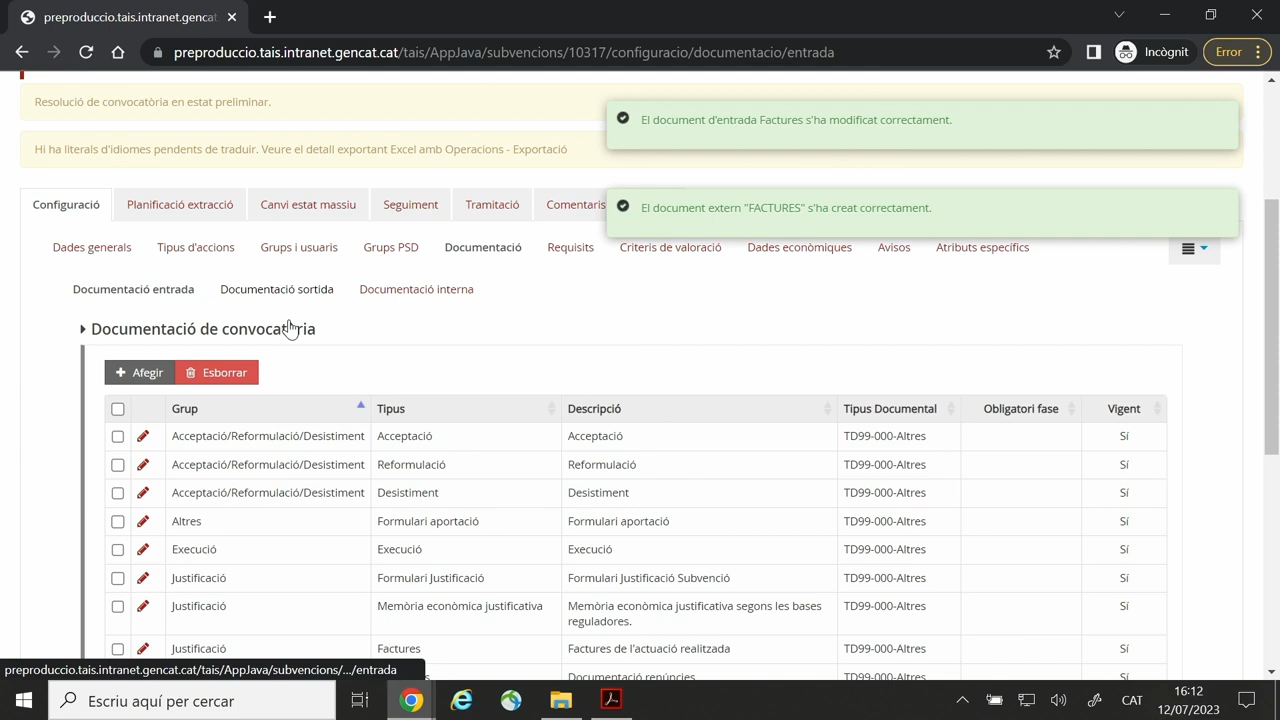 preproduccio.tais.intranet.gencat
preproduccio.tais.intranet.gencat.cat/tais/AppJava/subvencions/10317/configuracio/documentacio/entrada
Incògnit
Error
Resolució de convocatòria en estat preliminar.
El document d'entrada Factures s'ha modificat correctament.
Hi ha literals d'idiomes pendents de traduir. Veure el detall exportant Excel amb Operacions - Exportació
Configuració Planificació extracció Canvi estat massiu Seguiment Tramitació Comentaris
El document extern "FACTURES" s'ha creat correctament.
Dades generals Tipus d'accions Grups i usuaris Grups PSD Documentació Requisits Criteris de valoració Dades econòmiques Avisos Atributs específics
Documentació entrada Documentació sortida Documentació interna
Documentació de convocatòria
Afegir Esborrar
Grup Tipus Descripció Tipus Documental Obligatori fase Vigent
Acceptació/Reformulació/Desistiment Acceptació Acceptació TD99-000-Altres Sí
Acceptació/Reformulació/Desistiment Reformulació Reformulació TD99-000-Altres Sí
Acceptació/Reformulació/Desistiment Desistiment Desistiment TD99-000-Altres Sí
Altres Formulari aportació Formulari aportació TD99-000-Altres Sí
Execució Execució Execució TD99-000-Altres Sí
Justificació Formulari Justificació Formulari Justificació Subvenció TD99-000-Altres Sí
Justificació Memòria econòmica justificativa Memòria econòmica justificativa segons les bases TD99-000-Altres Sí
reguladores.
Justificació Factures Factures de l'actuació realitzada TD99-000-Altres Sí
preproduccio.tais.intranet.gencat.cat/tais/AppJava/subvencions/.../entrada
Documentació renúncies
Escriu aquí per cercar
CAT
16:12
12/07/2023